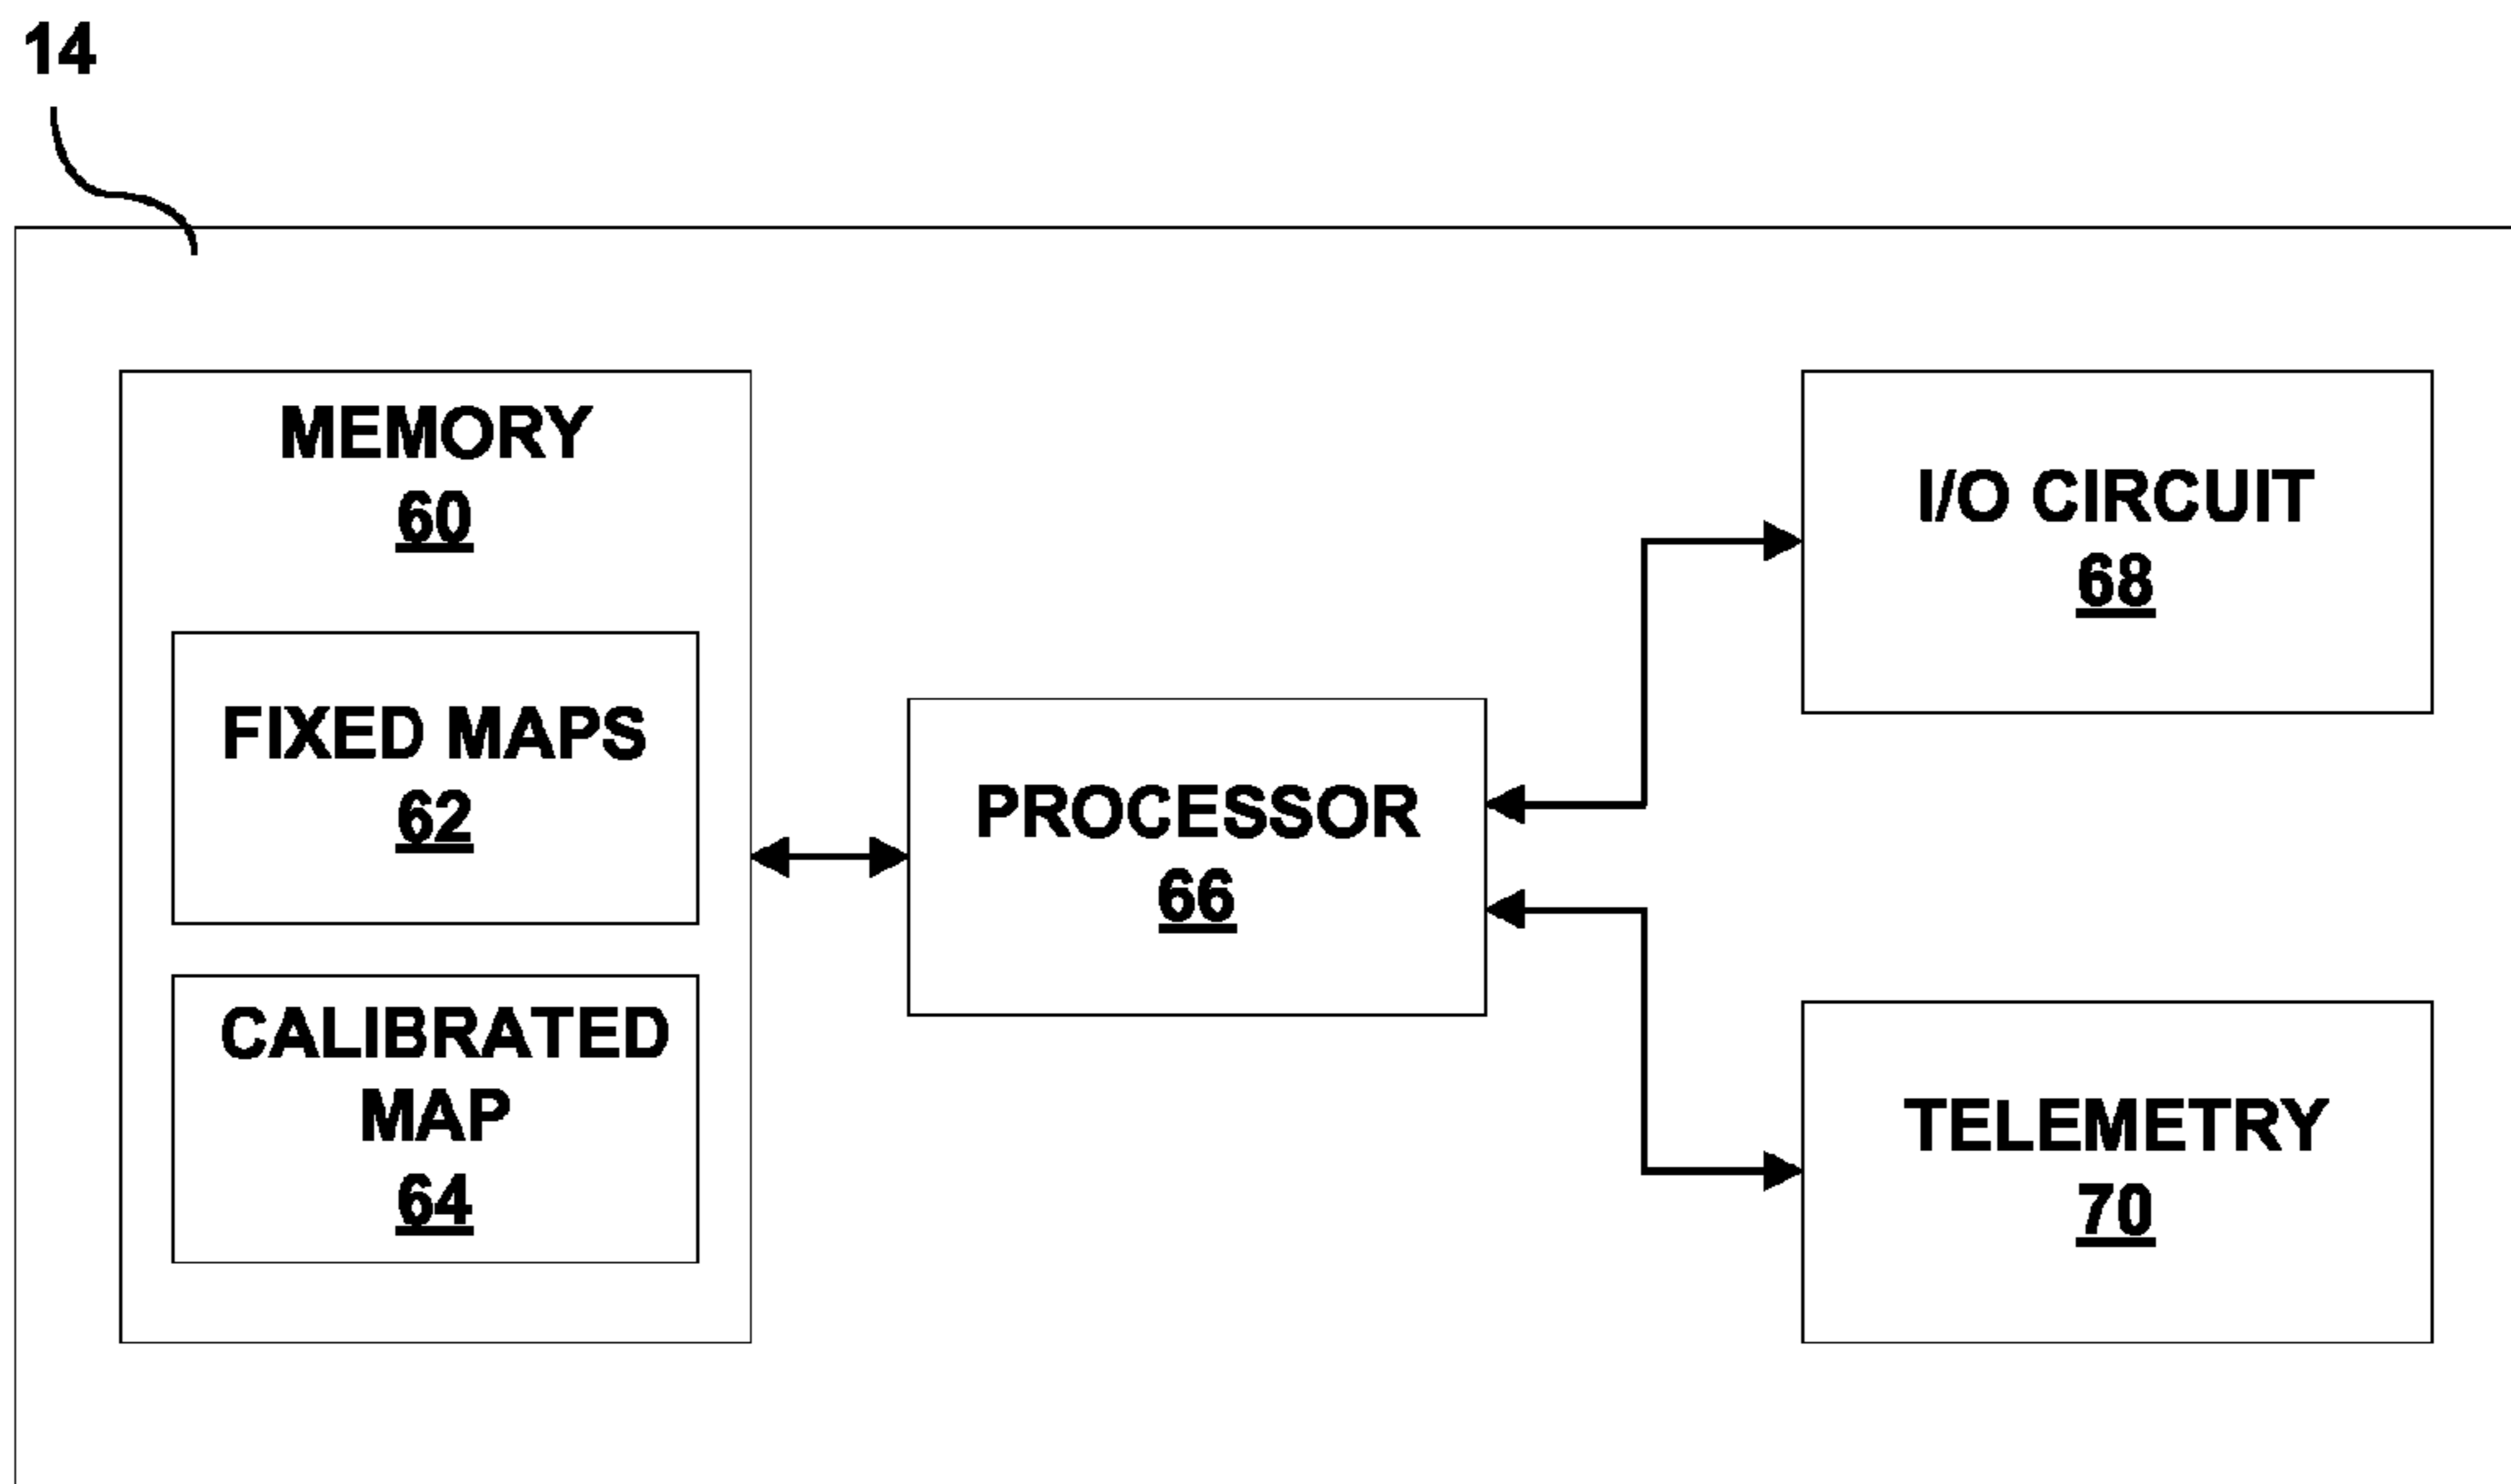 14
MEMORY
60
FIXED MAPS
62
CALIBRATED
MAP
64
PROCESSOR
66
I/O CIRCUIT
68
TELEMETRY
70